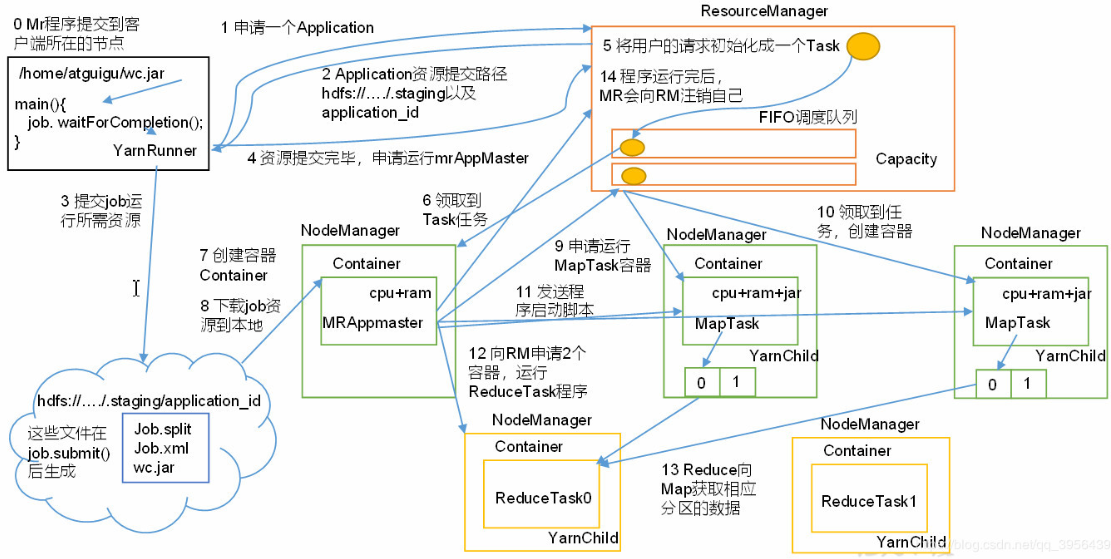 0 Mr程序提交到客
户端所在的节点
/home/atguigu/wc.jar
main(){
job. waitForCompletion();
}
YarnRunner
1 申请一个Application
2 Application资源提交路径
hdfs://…./.staging以及
application_id
4 资源提交完毕，申请运行mrAppMaster
ResourceManager
5 将用户的请求初始化成一个Task
14 程序运行完后，
MR会向RM注销自己
FIFO调度队列
Capacity
3 提交job运
行所需资源
6 领取到
Task任务
7 创建容器
Container
8 下载job资
源到本地
NodeManager
Container
cpu+ram
MRAppmaster
9 申请运行
MapTask容器
11 发送程
序启动脚本
NodeManager
Container
cpu+ram+jar
MapTask
YarnChild
0 1
10 领取到任
务，创建容器
NodeManager
Container
cpu+ram+jar
MapTask
YarnChild
0 1
hdfs://…./.staging/application_id
这些文件在
job.submit()
后生成
Job.split
Job.xml
wc.jar
12 向RM申请2个
容器，运行
ReduceTask程序
NodeManager
Container
ReduceTask0
YarnChild
13 Reduce向
Map获取相应
分区的数据
NodeManager
Container
ReduceTask1
YarnChild